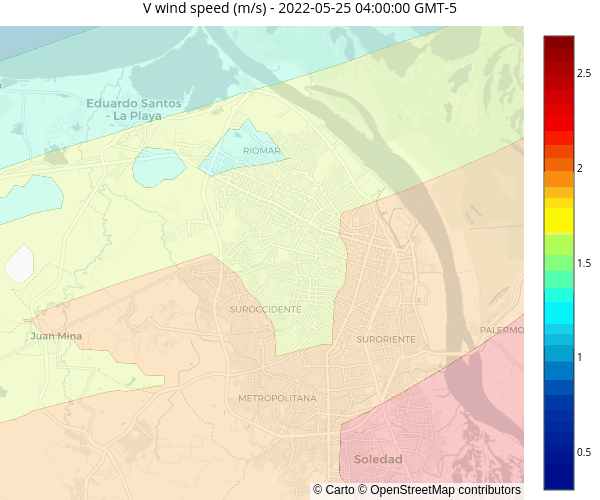 V wind speed (m/s) - 2022-05-25 04:00:00 GMT-5
Eduardo Santos
- La Playa
RIOMAR
SUROCCIDENTE
Juan Mina
SURORIENTE
PALERMO
METROPOLITANA
Soledad
© Carto © OpenStreetMap contributors
2.5
2
1.5
1
0.5